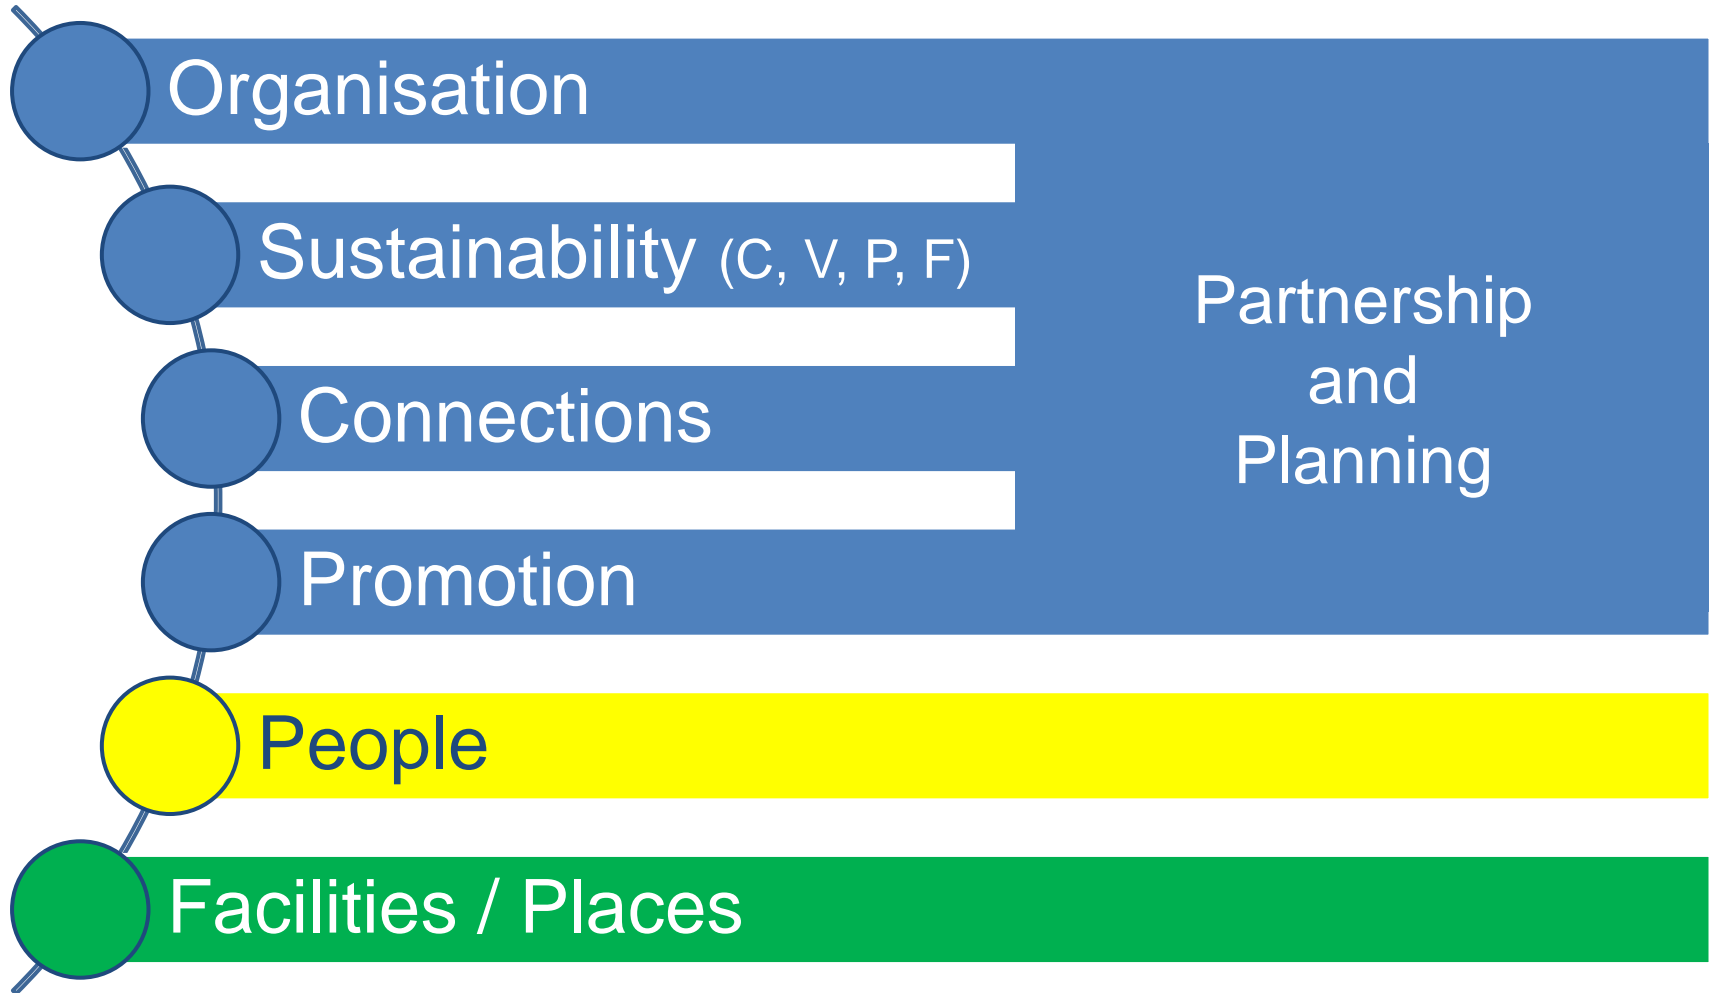 Organisation
Sustainability (C, V, P, F)
Connections
Promotion
Partnership
and
Planning
People
Facilities / Places